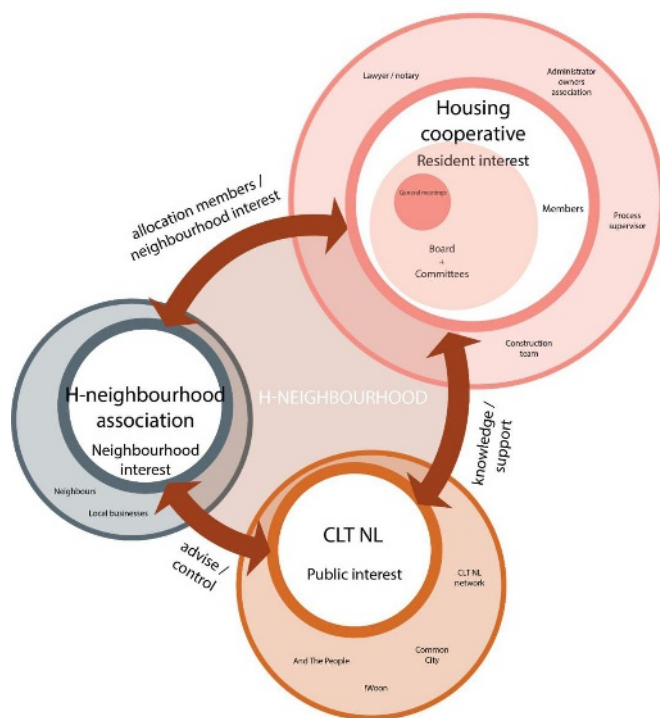 Lawyer / notary
Administrator
owners
association
Housing
cooperative
Resident interest
General meetings
Members
Process
supervisor
Board
+
Committees
Construction
team
allocation members /
neighbourhood interest
H-NEIGHBOURHOOD
H-neighbourhood
association
Neighbourhood
interest
Neighbours
Local businesses
knowledge /
support
advise /
control
CLT NL
Public interest
CLT NL
network
Common
City
And The People
!Woon